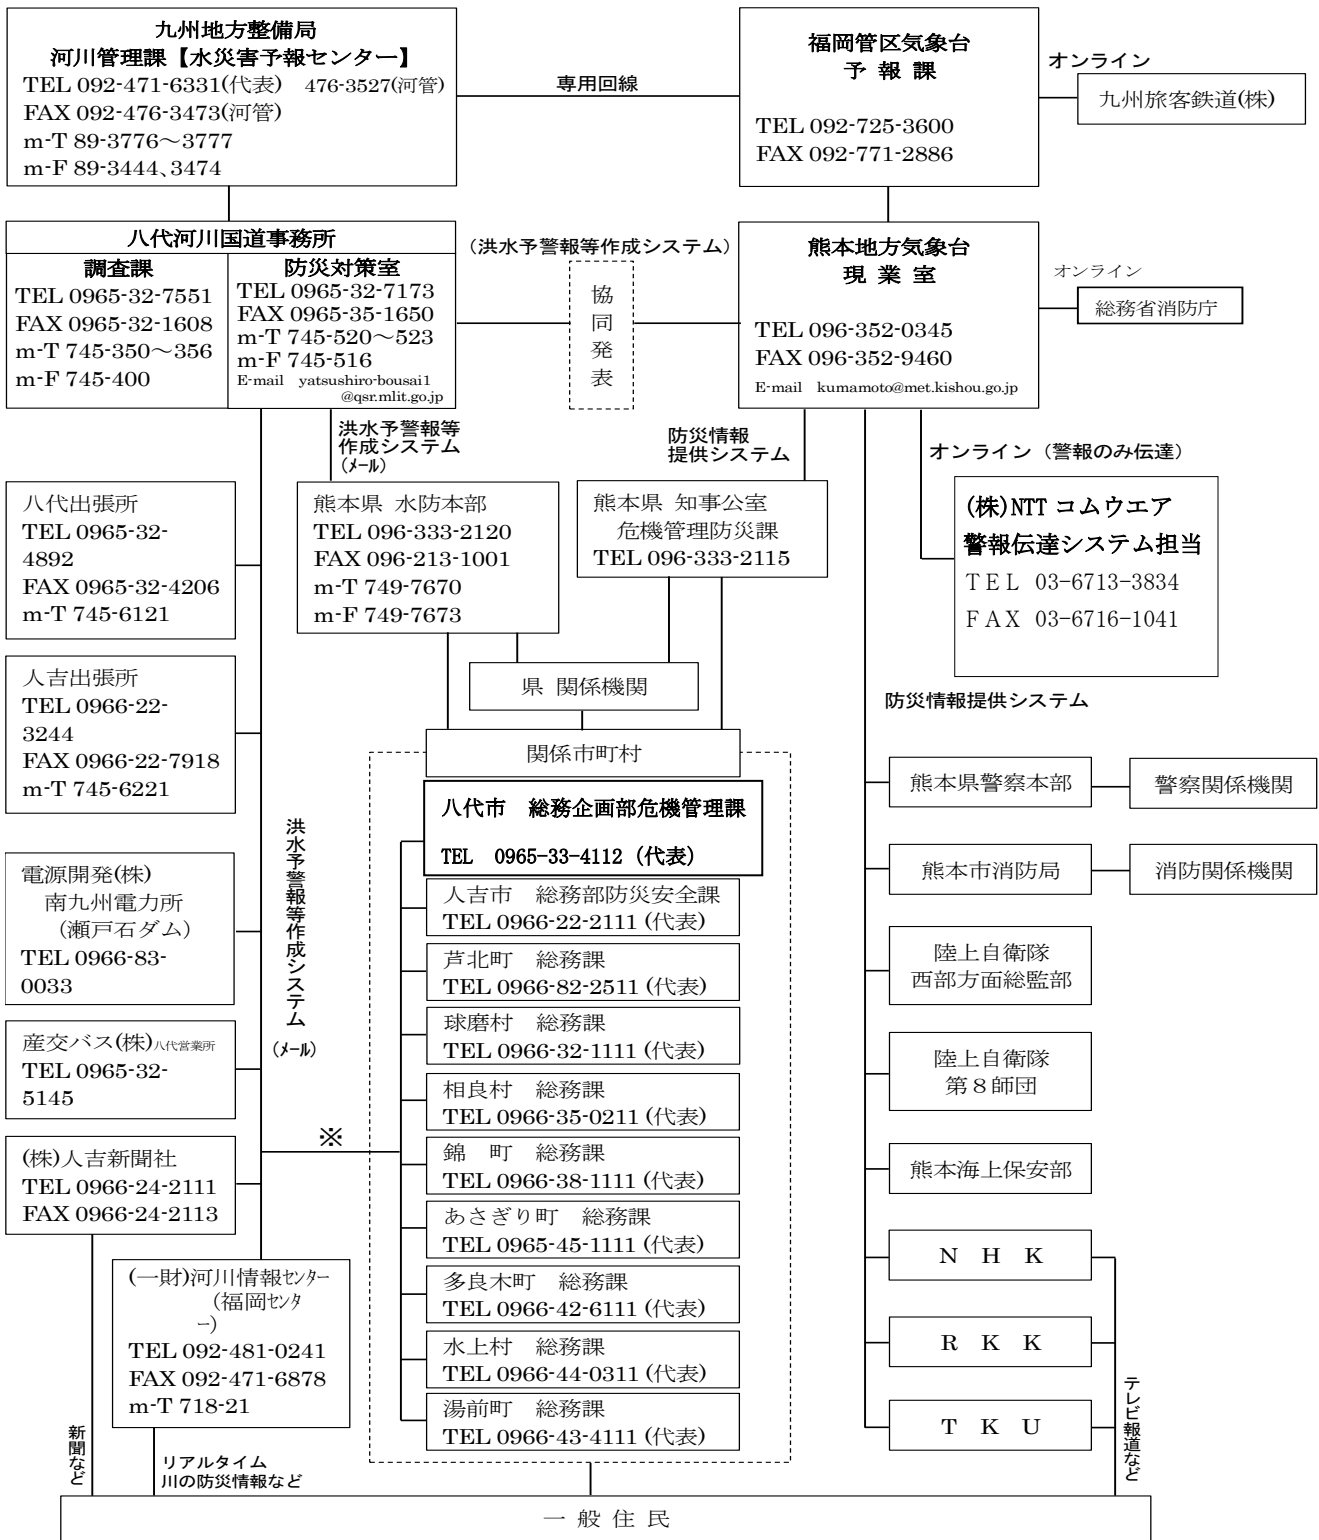 九州地方整備局
河川管理課【水災害予報センター】
TEL 092-471-6331(代表)　476-3527(河管)
FAX 092-476-3473(河管)
m-T 89-3776～3777
m-F 89-3444、3474
専用回線
福岡管区気象台
予 報 課
TEL 092-725-3600
FAX 092-771-2886
オンライン
九州旅客鉄道(株)
八代河川国道事務所
調査課
TEL 0965-32-7551
FAX 0965-32-1608
m-T 745-350～356
m-F 745-400
防災対策室
TEL 0965-32-7173
FAX 0965-35-1650
m-T 745-520～523
m-F 745-516
E-mail　yatsushiro-bousai1
@qsr.mlit.go.jp
(洪水予警報等作成システム)
協同発表
熊本地方気象台
現 業 室
TEL 096-352-0345
FAX 096-352-9460
E-mail　kumamoto@met.kishou.go.jp
オンライン
総務省消防庁
洪水予警報等
作成システム
(メール)
防災情報
提供システム
オンライン（警報のみ伝達）
八代出張所
TEL 0965-32-
4892
FAX 0965-32-4206
m-T 745-6121
熊本県 水防本部
TEL 096-333-2120
FAX 096-213-1001
m-T 749-7670
m-F 749-7673
熊本県 知事公室
危機管理防災課
TEL 096-333-2115
(株)NTT コムウエア
警報伝達システム担当
ＴＥＬ 03-6713-3834
ＦＡＸ 03-6716-1041
人吉出張所
TEL 0966-22-
3244
FAX 0966-22-7918
m-T 745-6221
県 関係機関
防災情報提供システム
関係市町村
八代市　総務企画部危機管理課
TEL　0965-33-4112（代表）
人吉市　総務部防災安全課
TEL 0966-22-2111 (代表)
芦北町　総務課
TEL 0966-82-2511 (代表)
球磨村　総務課
TEL 0966-32-1111 (代表)
相良村　総務課
TEL 0966-35-0211 (代表)
錦　町　総務課
TEL 0966-38-1111 (代表)
あさぎり町　総務課
TEL 0965-45-1111 (代表)
多良木町　総務課
TEL 0966-42-6111 (代表)
水上村　総務課
TEL 0966-44-0311 (代表)
湯前町　総務課
TEL 0966-43-4111 (代表)
洪水予警報等作成システム
(メール)
※
電源開発(株)
南九州電力所
（瀬戸石ダム）
TEL 0966-83-
0033
産交バス(株)八代営業所
TEL 0965-32-
5145
(株)人吉新聞社
TEL 0966-24-2111
FAX 0966-24-2113
(一財)河川情報センター
（福岡センタ
ー）
TEL 092-481-0241
FAX 092-471-6878
m-T 718-21
熊本県警察本部
警察関係機関
熊本市消防局
消防関係機関
陸上自衛隊
西部方面総監部
陸上自衛隊
第８師団
熊本海上保安部
Ｎ Ｈ Ｋ
Ｒ Ｋ Ｋ
Ｔ Ｋ Ｕ
テレビ報道など
新聞など
リアルタイム
川の防災情報など
一 般 住 民